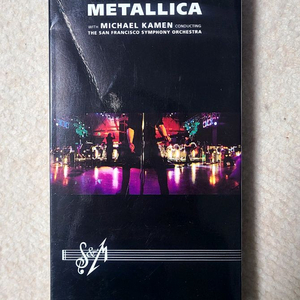 METALLICA
WITH MICHAEL KAMEN CONDUCTING
THE SAN FRANCISCO SYMPHONY ORCHESTRA
S&M